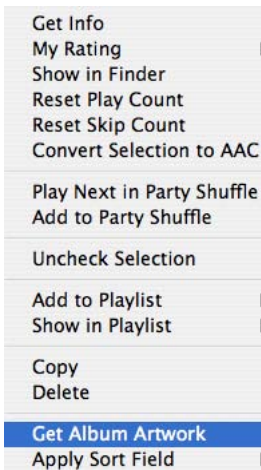 Get Info
My Rating
Show in Finder
Reset Play Count
Reset Skip Count
Convert Selection to AAC
Play Next in Party Shuffle
Add to Party Shuffle
Uncheck Selection
Add to Playlist
Show in Playlist
Copy
Delete
Get Album Artwork
Apply Sort Field